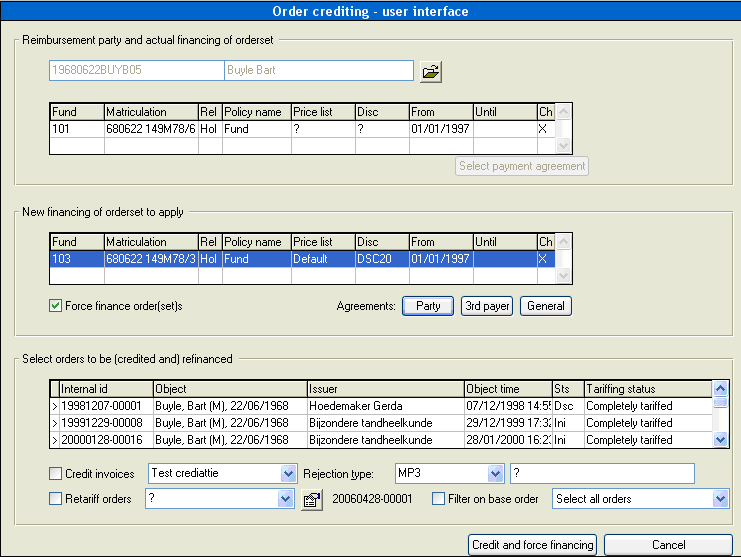 Order crediting - user interface
Reimbursement party and actual financing of orderset
19680622BUYB05 Buyle Bart
Fund Matriculation Rel Policy name Price list Disc From Until Ch
101 680622 149M78/6 Hol Fund ? ? 01/01/1997 X
Select payment agreement
New financing of orderset to apply
Fund Matriculation Rel Policy name Price list Disc From Until Ch
103 680622 149M78/3 Hol Fund Default DSC20 01/01/1997 X
Force finance order(set)s Agreements: Party 3rd payer General
Select orders to be (credited and) refinanced
Internal id Object Issuer Object time Sts Tariffing status
> 19981207-00001 Buyle, Bart (M), 22/06/1968 Hoedemaker Gerda 07/12/1998 14:55 Dsc Completely tariffed
> 19991229-00008 Buyle, Bart (M), 22/06/1968 Bijzondere tandheelkunde 29/12/1999 17:32 Ini Completely tariffed
> 20000128-00016 Buyle, Bart (M), 22/06/1968 Bijzondere tandheelkunde 28/01/2000 16:23 Ini Completely tariffed
Credit invoices Test crediattie Rejection type: MP3 ?
Retariff orders ? 20060428-00001 Filter on base order Select all orders
Credit and force financing Cancel